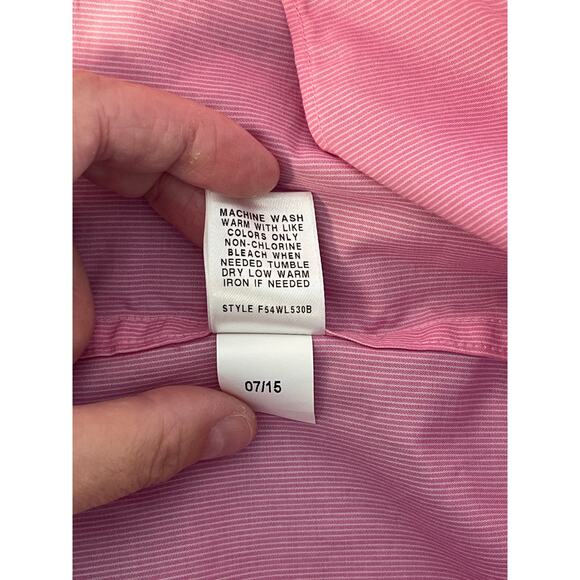 MACHINE WASH
WARM WITH LIKE
COLORS ONLY
NON-CHLORINE
BLEACH WHEN
NEEDED TUMBLE
DRY LOW WARM
IRON IF NEEDED
STYLE F54WL530B
07/15